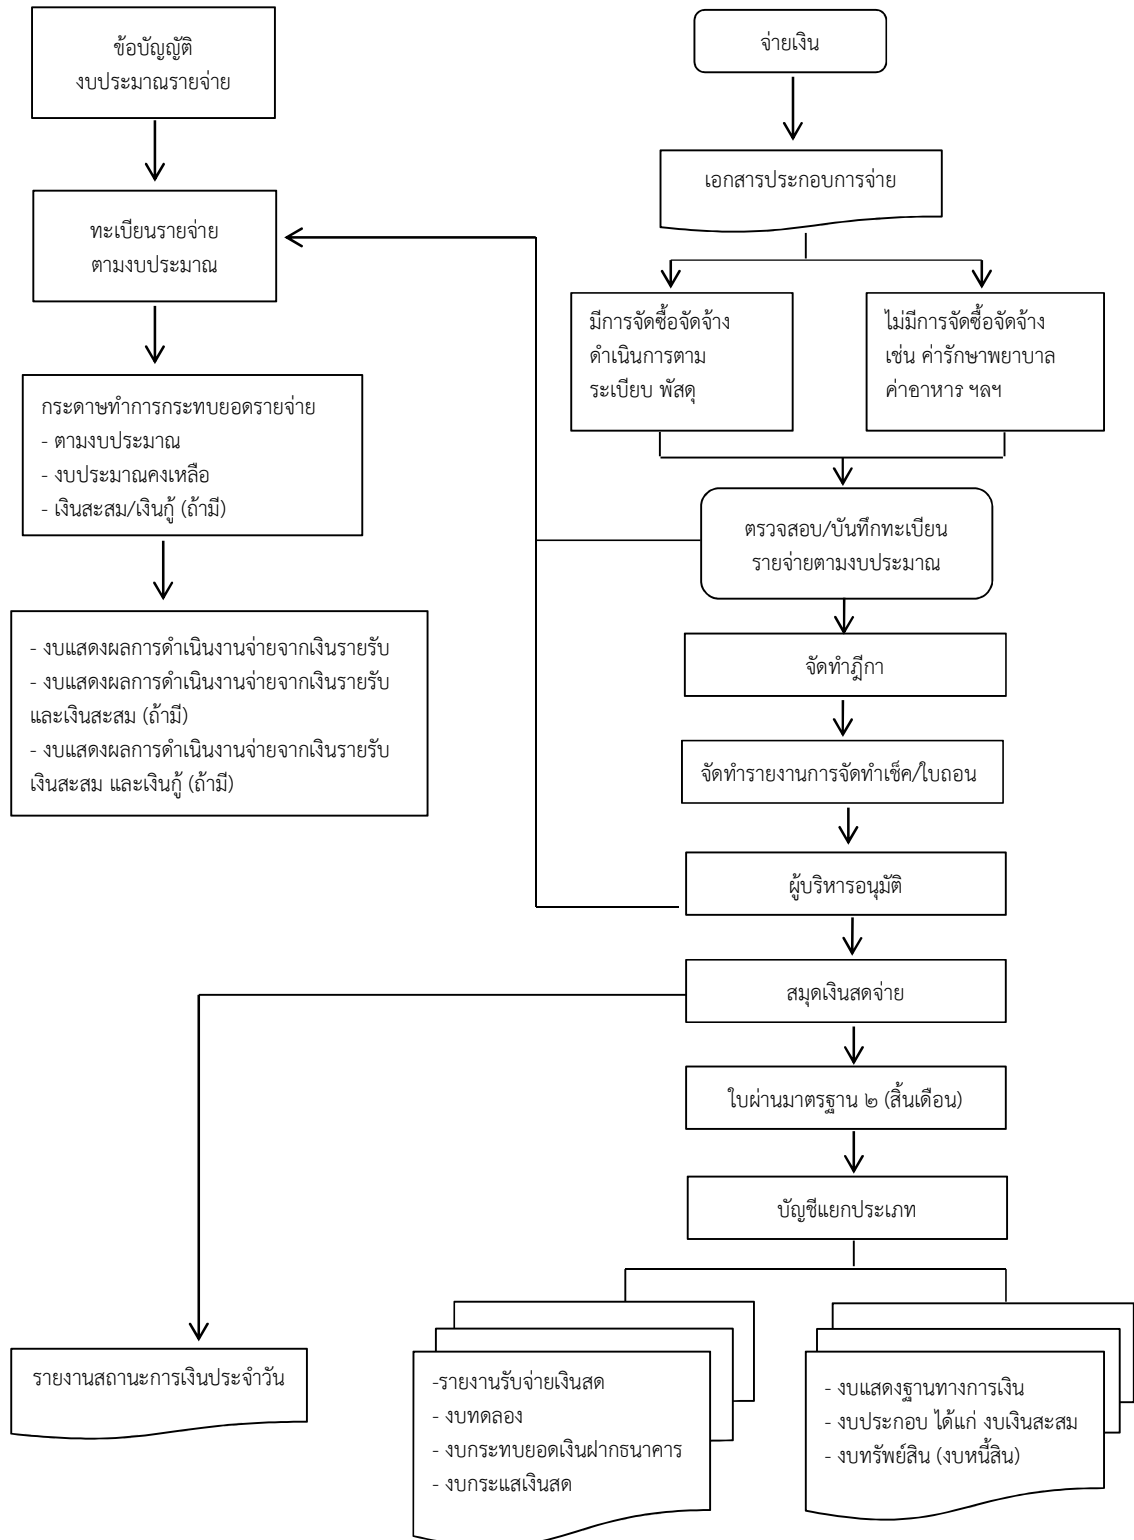 ข้อบัญญัติ
งบประมาณรายจ่าย
ทะเบียนรายจ่าย
ตามงบประมาณ
กระดาษทำการกระทบยอดรายจ่าย
- ตามงบประมาณ
- งบประมาณคงเหลือ
- เงินสะสม/เงินกู้ (ถ้ามี)
- งบแสดงผลการดำเนินงานจ่ายจากเงินรายรับ
- งบแสดงผลการดำเนินงานจ่ายจากเงินรายรับ
และเงินสะสม (ถ้ามี)
- งบแสดงผลการดำเนินงานจ่ายจากเงินรายรับ
เงินสะสม และเงินกู้ (ถ้ามี)
จ่ายเงิน
เอกสารประกอบการจ่าย
มีการจัดซื้อจัดจ้าง
ดำเนินการตาม
ระเบียบ พัสดุ
ไม่มีการจัดซื้อจัดจ้าง
เช่น ค่ารักษาพยาบาล
ค่าอาหาร ฯลฯ
ตรวจสอบ/บันทึกทะเบียน
รายจ่ายตามงบประมาณ
จัดทำฎีกา
จัดทำรายงานการจัดทำเช็ค/ใบถอน
ผู้บริหารอนุมัติ
สมุดเงินสดจ่าย
ใบผ่านมาตรฐาน ๒ (สิ้นเดือน)
บัญชีแยกประเภท
รายงานสถานะการเงินประจำวัน
-รายงานรับจ่ายเงินสด
- งบทดลอง
- งบกระทบยอดเงินฝากธนาคาร
- งบกระแสเงินสด
- งบแสดงฐานทางการเงิน
- งบประกอบ ได้แก่ งบเงินสะสม
- งบทรัพย์สิน (งบหนี้สิน)